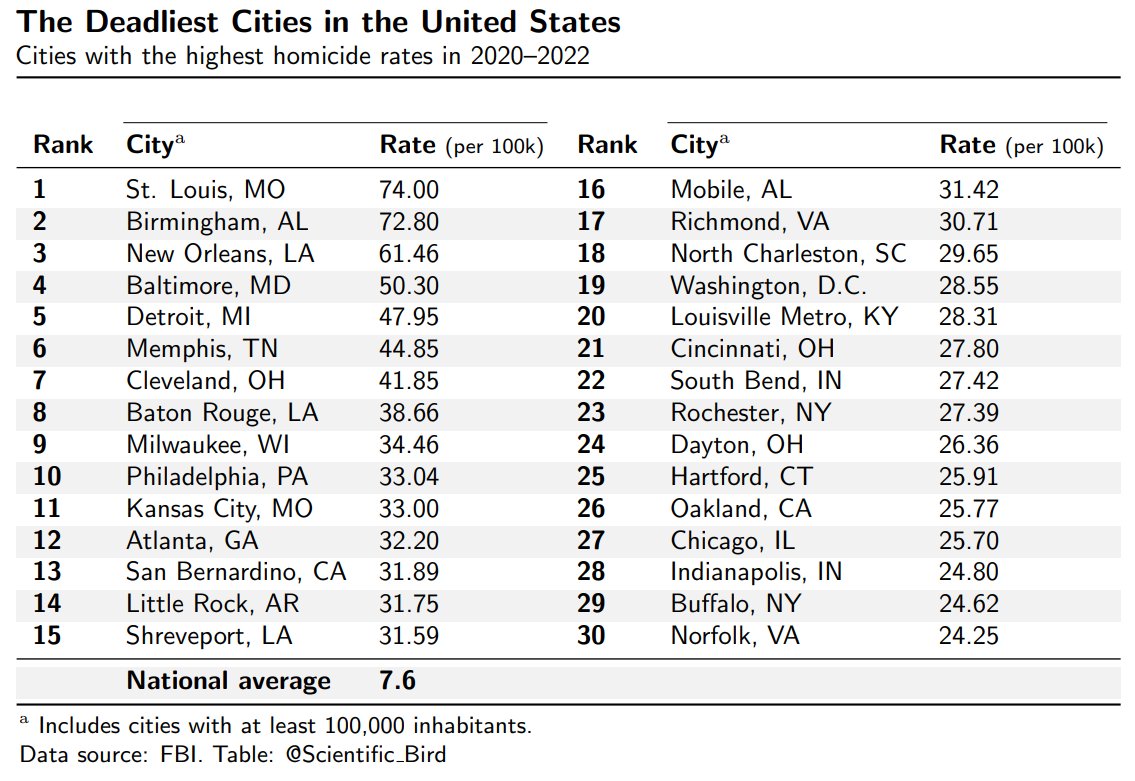 The Deadliest Cities in the United States
Cities with the highest homicide rates in 2020–2022
Rank City^a Rate (per 100k) Rank City^a Rate (per 100k)
1 St. Louis, MO 74.00 16 Mobile, AL 31.42
2 Birmingham, AL 72.80 17 Richmond, VA 30.71
3 New Orleans, LA 61.46 18 North Charleston, SC 29.65
4 Baltimore, MD 50.30 19 Washington, D.C. 28.55
5 Detroit, MI 47.95 20 Louisville Metro, KY 28.31
6 Memphis, TN 44.85 21 Cincinnati, OH 27.80
7 Cleveland, OH 41.85 22 South Bend, IN 27.42
8 Baton Rouge, LA 38.66 23 Rochester, NY 27.39
9 Milwaukee, WI 34.46 24 Dayton, OH 26.36
10 Philadelphia, PA 33.04 25 Hartford, CT 25.91
11 Kansas City, MO 33.00 26 Oakland, CA 25.77
12 Atlanta, GA 32.20 27 Chicago, IL 25.70
13 San Bernardino, CA 31.89 28 Indianapolis, IN 24.80
14 Little Rock, AR 31.75 29 Buffalo, NY 24.62
15 Shreveport, LA 31.59 30 Norfolk, VA 24.25
National average 7.6
^a Includes cities with at least 100,000 inhabitants.
Data source: FBI. Table: @Scientific_Bird